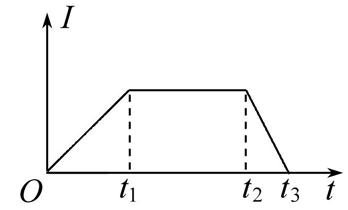 I
O t₁ t₂ t₃ t